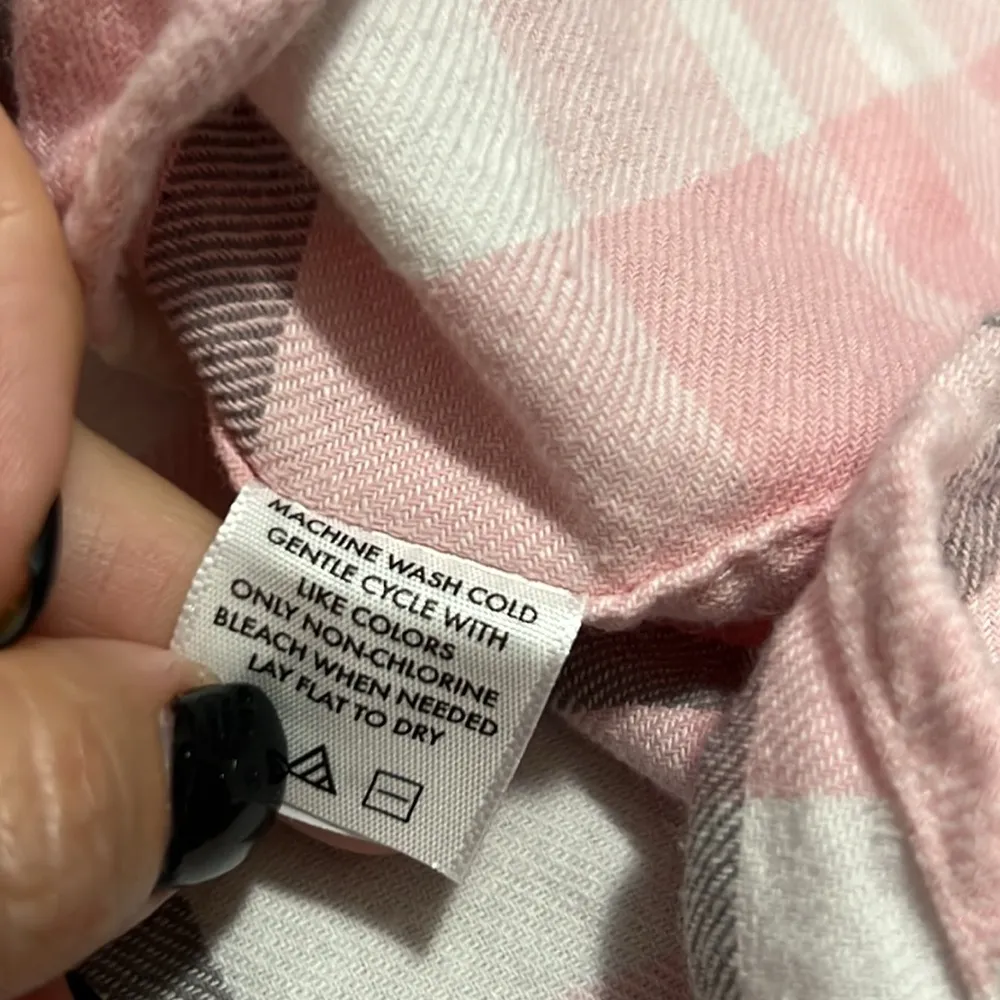 MACHINE WASH COLD
GENTLE CYCLE WITH
LIKE COLORS
ONLY NON-CHLORINE
BLEACH WHEN NEEDED
LAY FLAT TO DRY